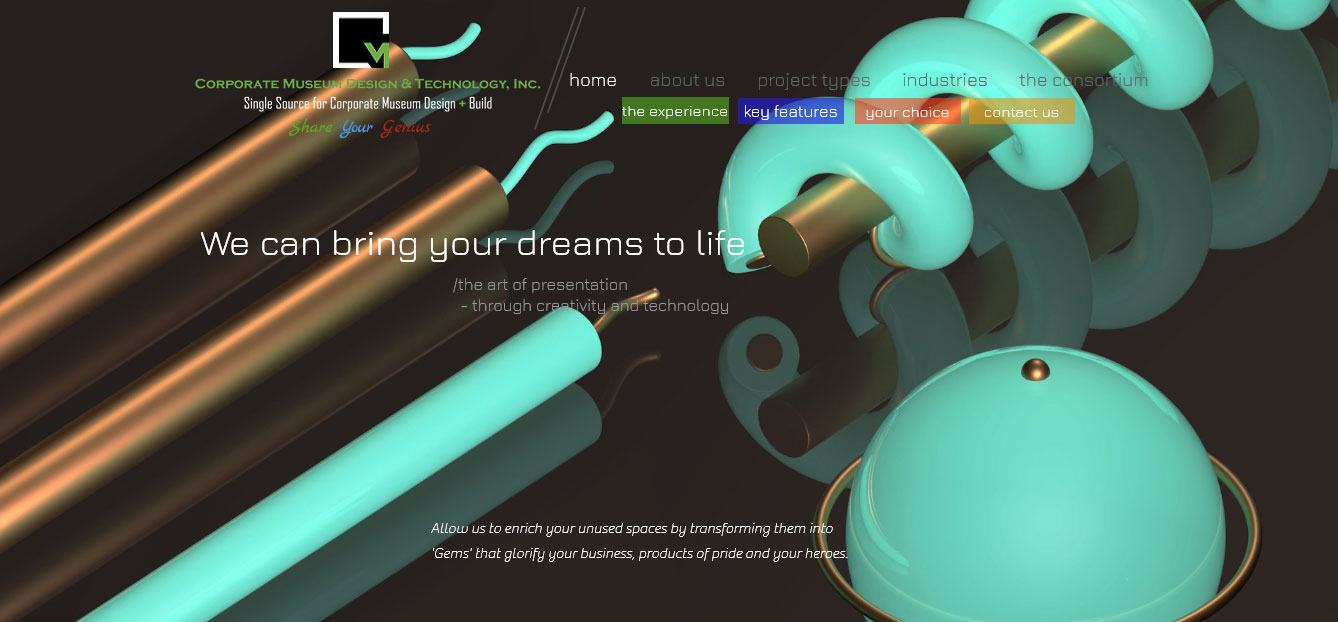 Corporate Museum Design & Technology, Inc.
Single Source for Corporate Museum Design + Build
Share Your Genius
home about us project types industries the consortium
the experience key features your choice contact us
We can bring your dreams to life
/the art of presentation
- through creativity and technology
Allow us to enrich your unused spaces by transforming them into
'Gems' that glorify your business, products of pride and your heroes.